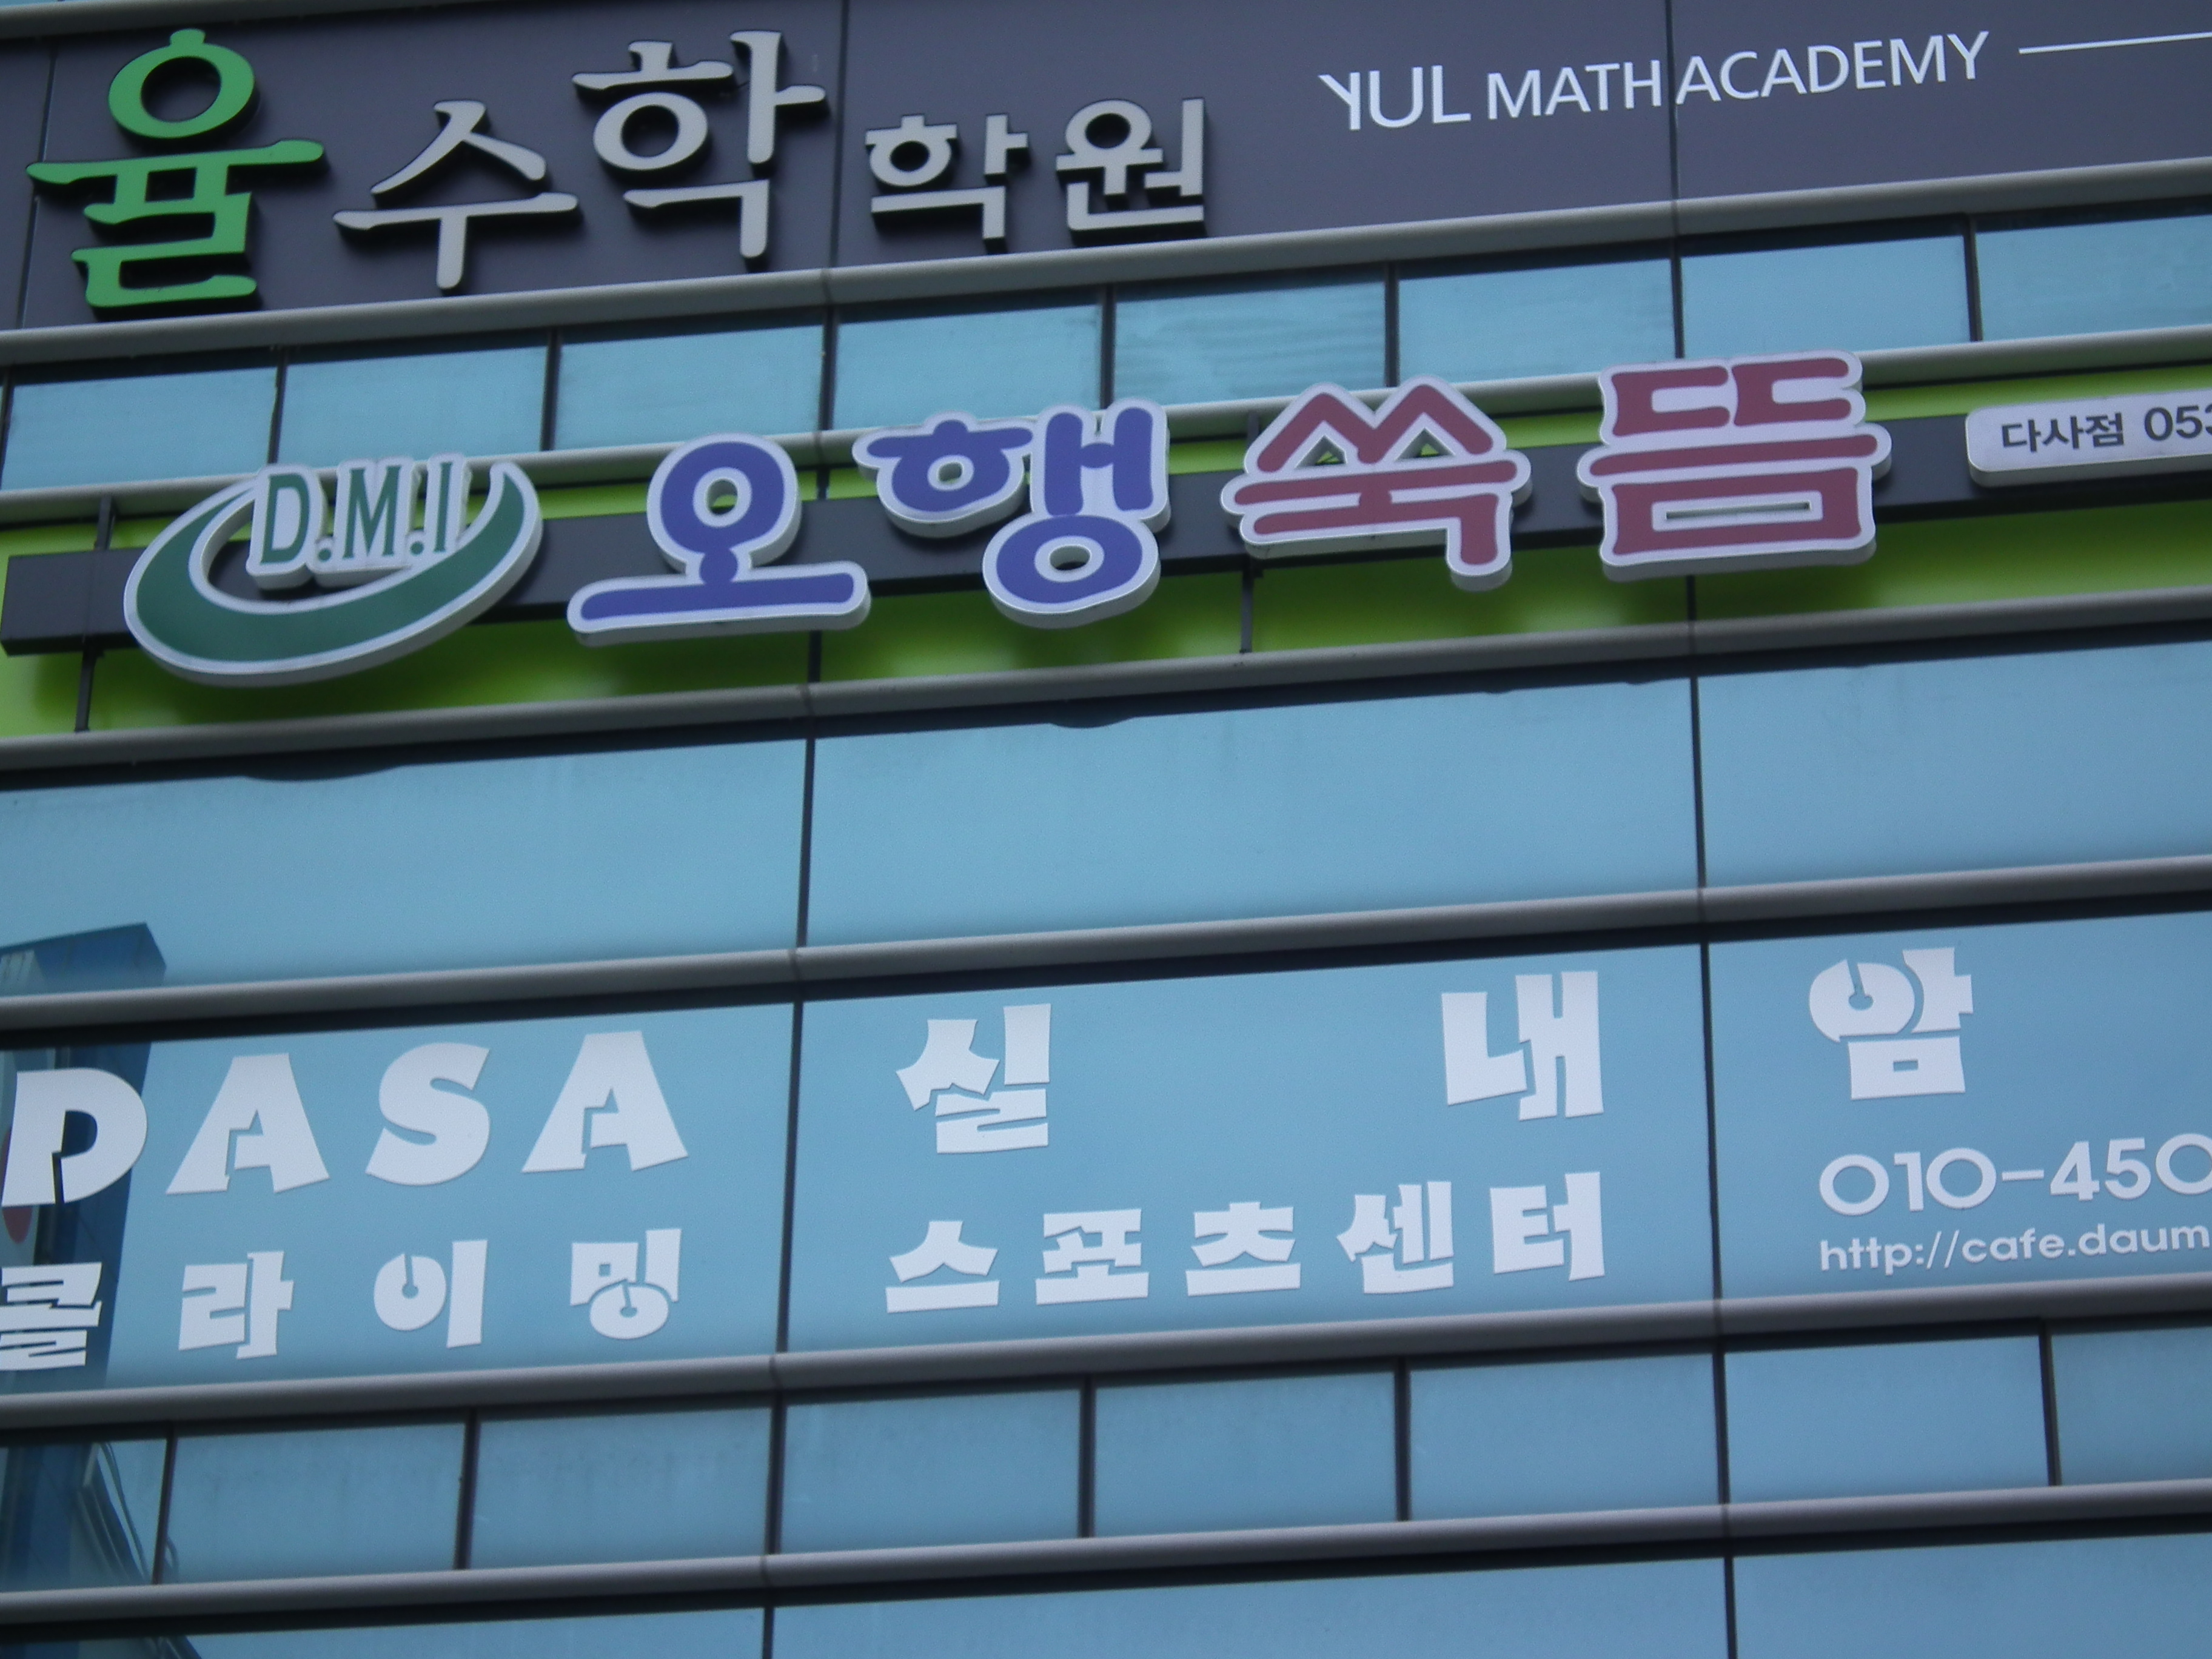 율수학학원 YUL MATH ACADEMY
D.M.I 오행쑥뜸 다사점 053
DASA 실내암
클라이밍 스포츠센터
010-450
http://cafe.daum